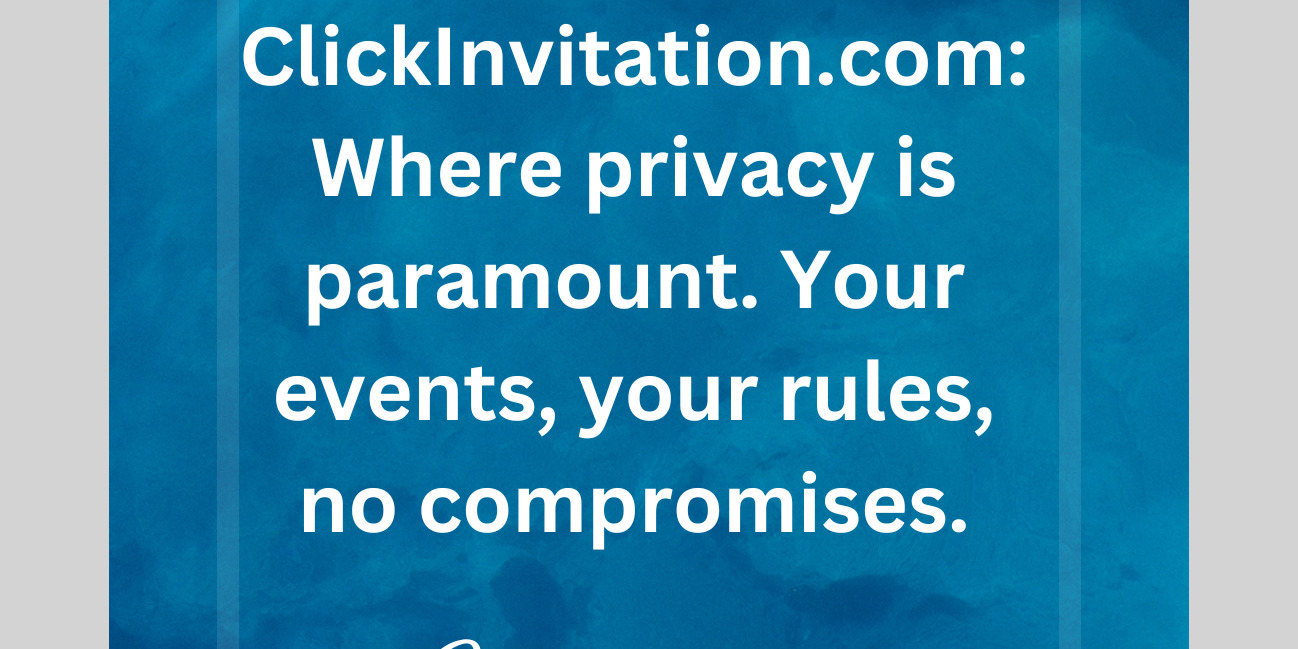 ClickInvitation.com:
Where privacy is
paramount. Your
events, your rules,
no compromises.